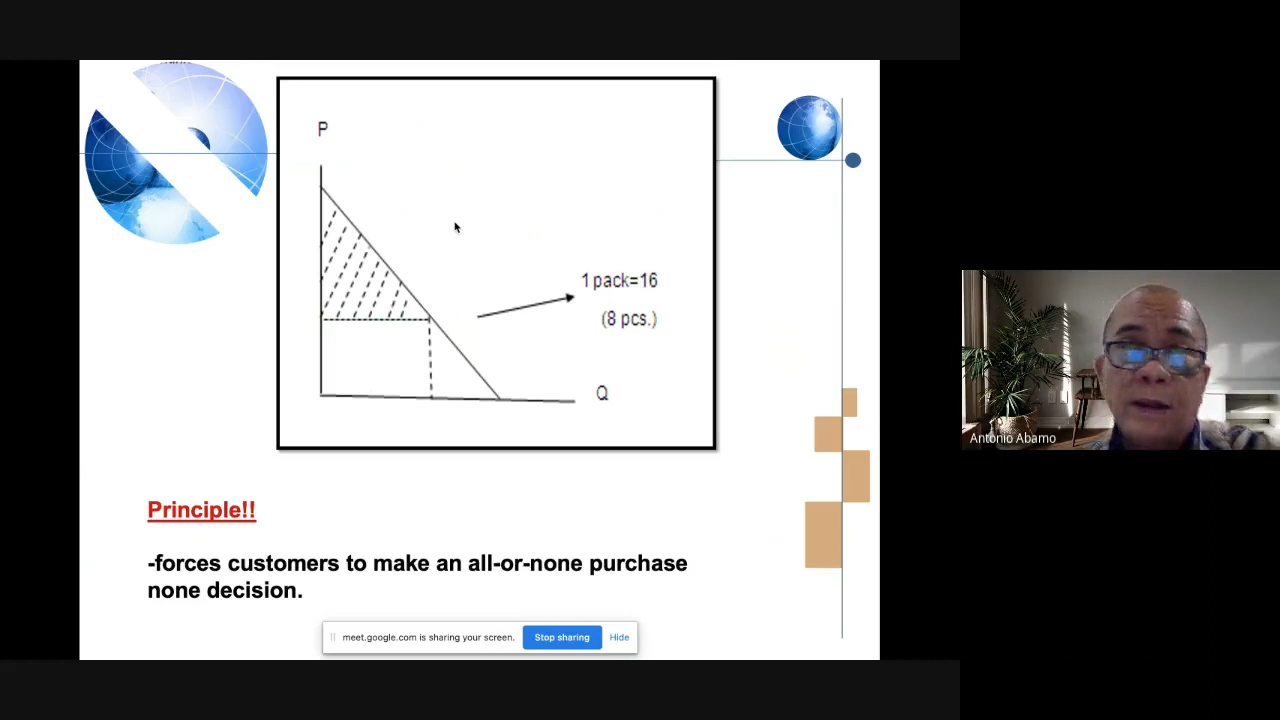 P
1 pack=16
(8 pcs.)
Q
Antonio Abamo
Principle!!
-forces customers to make an all-or-none purchase
none decision.
meet.google.com is sharing your screen.
Stop sharing
Hide